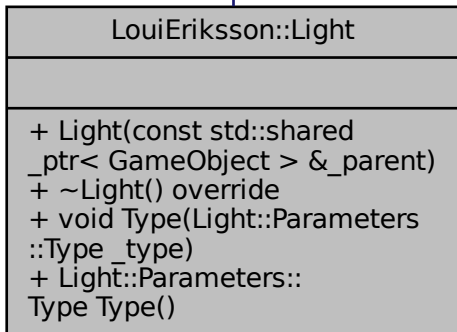 LouiEriksson::Light
+ Light(const std::shared
_ptr< GameObject > &_parent)
+ ~Light() override
+ void Type(Light::Parameters
::Type _type)
+ Light::Parameters::
Type Type()